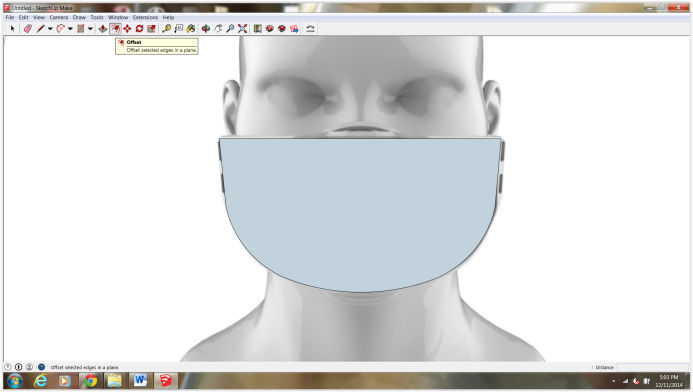 Untitled - SketchUp Make
File Edit View Camera Draw Tools Window Extensions Help
Offset
Offset selected edges in a plane.
Offset selected edges in a plane.
Distance
5:03 PM
12/11/2014